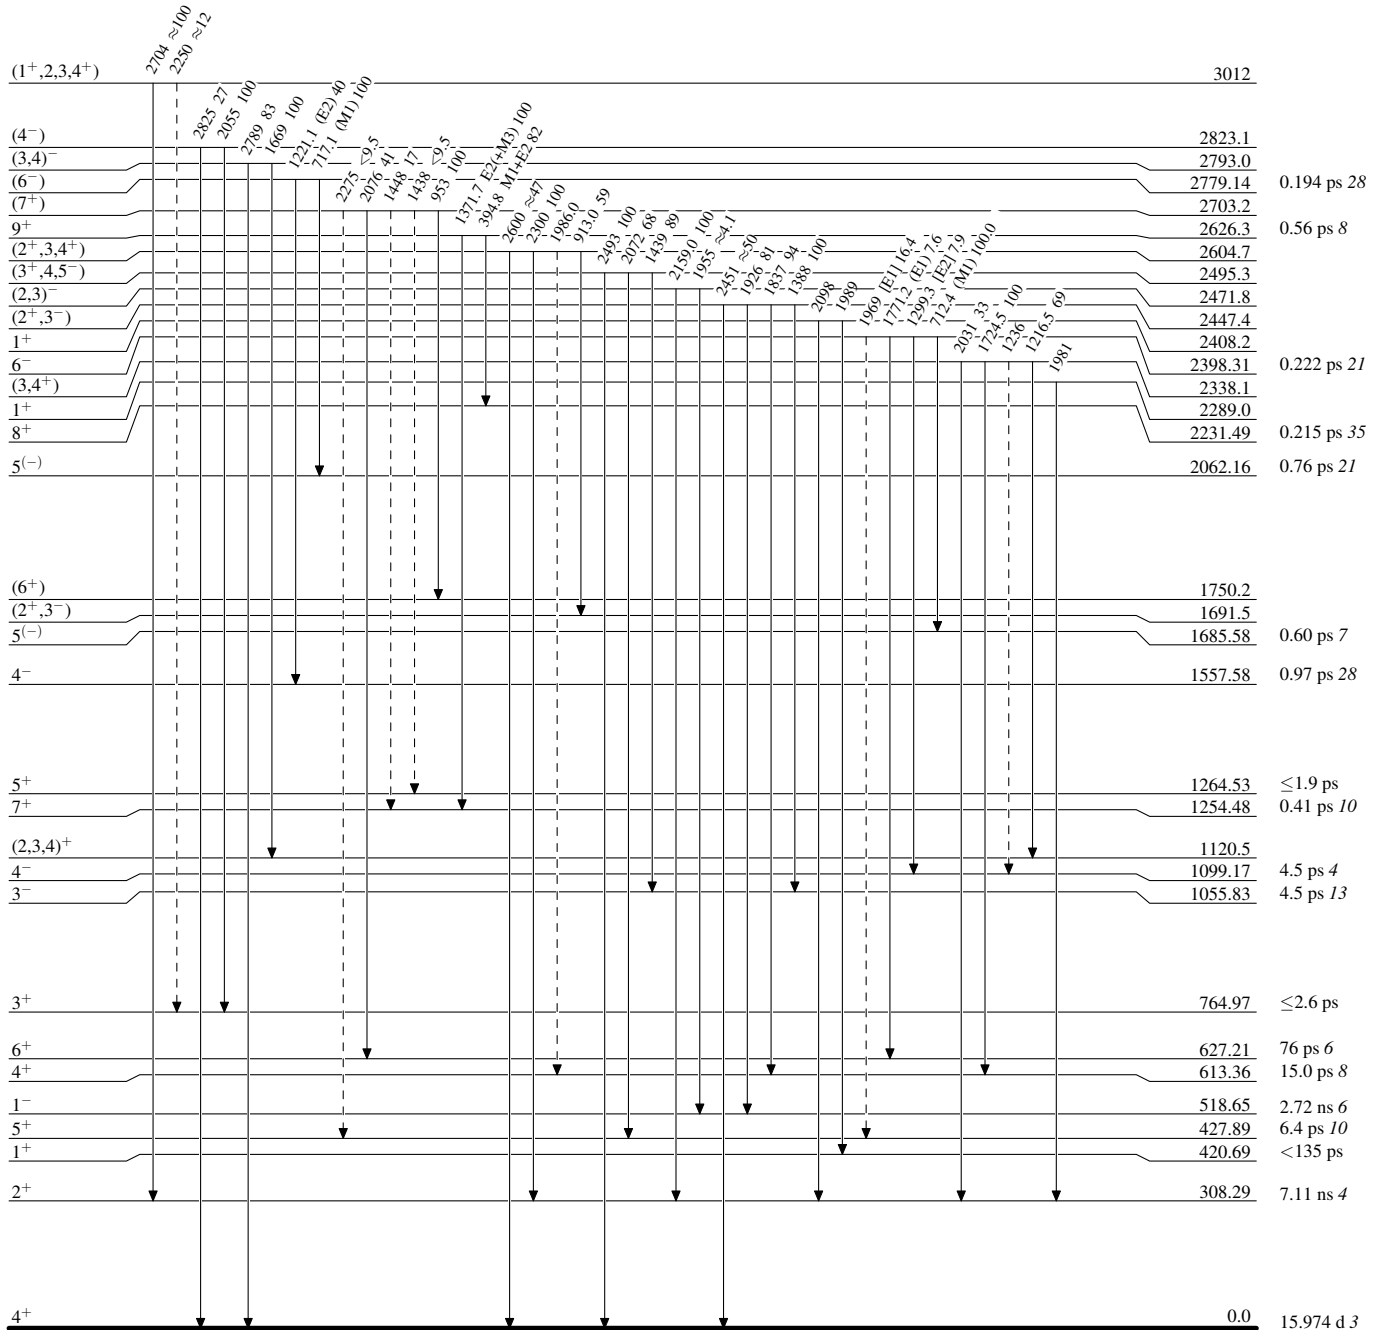 2704 ≈100
2250 ≈12
(1⁺,2,3,4⁺) 3012
2825 27
2055 100
(4⁻) 2823.1
2789 83
1669 100
(3,4)⁻ 2793.0
1221.1 (E2) 40
717.1 (M1) 100
(6⁻) 2779.14 0.194 ps 28
2275 <9.5
2076 41
1448 17
1438 <9.5
953 100
(7⁺) 2703.2
1371.7 E2(+M3) 100
394.8 M1+E2 82
9⁺ 2626.3 0.56 ps 8
2600 ≈47
2300 100
1986.0
913.0 59
(2⁺,3,4⁺) 2604.7
2493 100
2072 68
1439 89
(3⁺,4,5⁻) 2495.3
2159.0 100
1955 ≈4.1
(2,3)⁻ 2471.8
2451 ≈50
1926 81
1837 94
1388 100
(2⁺,3⁻) 2447.4
2098
1989
1⁺ 2408.2
1969 [E1] 16.4
1771.2 (E1) 7.6
1299.3 [E2] 7.9
712.4 (M1) 100.0
6⁻ 2398.31 0.222 ps 21
2031 33
1724.5 100
1236
1216.5 69
(3,4⁺) 2338.1
1981
1⁺ 2289.0
8⁺ 2231.49 0.215 ps 35
5⁽⁻⁾ 2062.16 0.76 ps 21
(6⁺) 1750.2
(2⁺,3⁻) 1691.5
5⁽⁻⁾ 1685.58 0.60 ps 7
4⁻ 1557.58 0.97 ps 28
5⁺ 1264.53 ≤1.9 ps
7⁺ 1254.48 0.41 ps 10
(2,3,4)⁺ 1120.5
4⁻ 1099.17 4.5 ps 4
3⁻ 1055.83 4.5 ps 13
3⁺ 764.97 ≤2.6 ps
6⁺ 627.21 76 ps 6
4⁺ 613.36 15.0 ps 8
1⁻ 518.65 2.72 ns 6
5⁺ 427.89 6.4 ps 10
1⁺ 420.69 <135 ps
2⁺ 308.29 7.11 ns 4
4⁺ 0.0 15.974 d 3